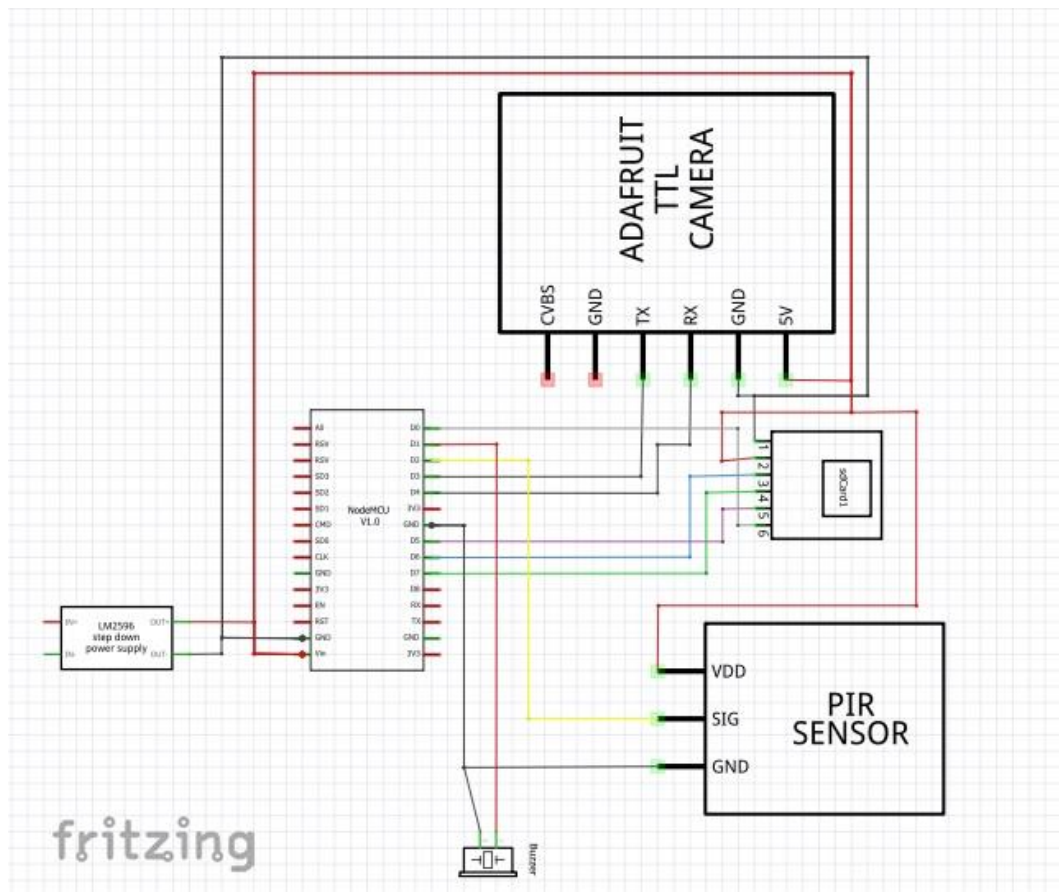 ADAFRUIT
TTL
CAMERA
CVBS
GND
TX
RX
GND
5V
A0
RSV
RSV
SD3
SD2
SD1
CMD
SD0
CLK
GND
3V3
EN
RST
GND
Vin
NodeMCU
V1.0
D0
D1
D2
D3
D4
3V3
GND
D5
D6
D7
D8
RX
TX
GND
3V3
1
2
3
4
5
6
sdCard1
IN+
IN-
LM2596
step down
power supply
OUT+
OUT-
VDD
SIG
GND
PIR
SENSOR
Buzzer
fritzing